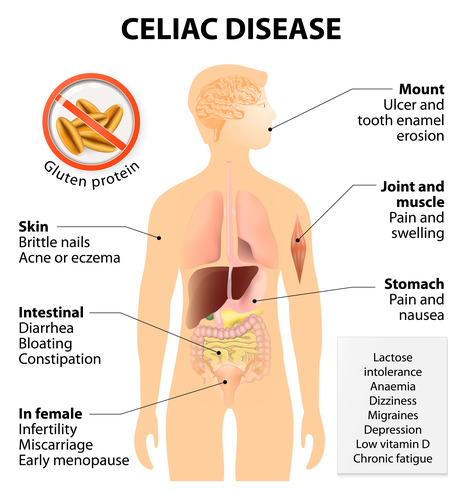 CELIAC DISEASE
Gluten protein
Mount
Ulcer and
tooth enamel
erosion
Joint and
muscle
Pain and
swelling
Skin
Brittle nails
Acne or eczema
Stomach
Pain and
nausea
Intestinal
Diarrhea
Bloating
Constipation
In female
Infertility
Miscarriage
Early menopause
Lactose
intolerance
Anaemia
Dizziness
Migraines
Depression
Low vitamin D
Chronic fatigue